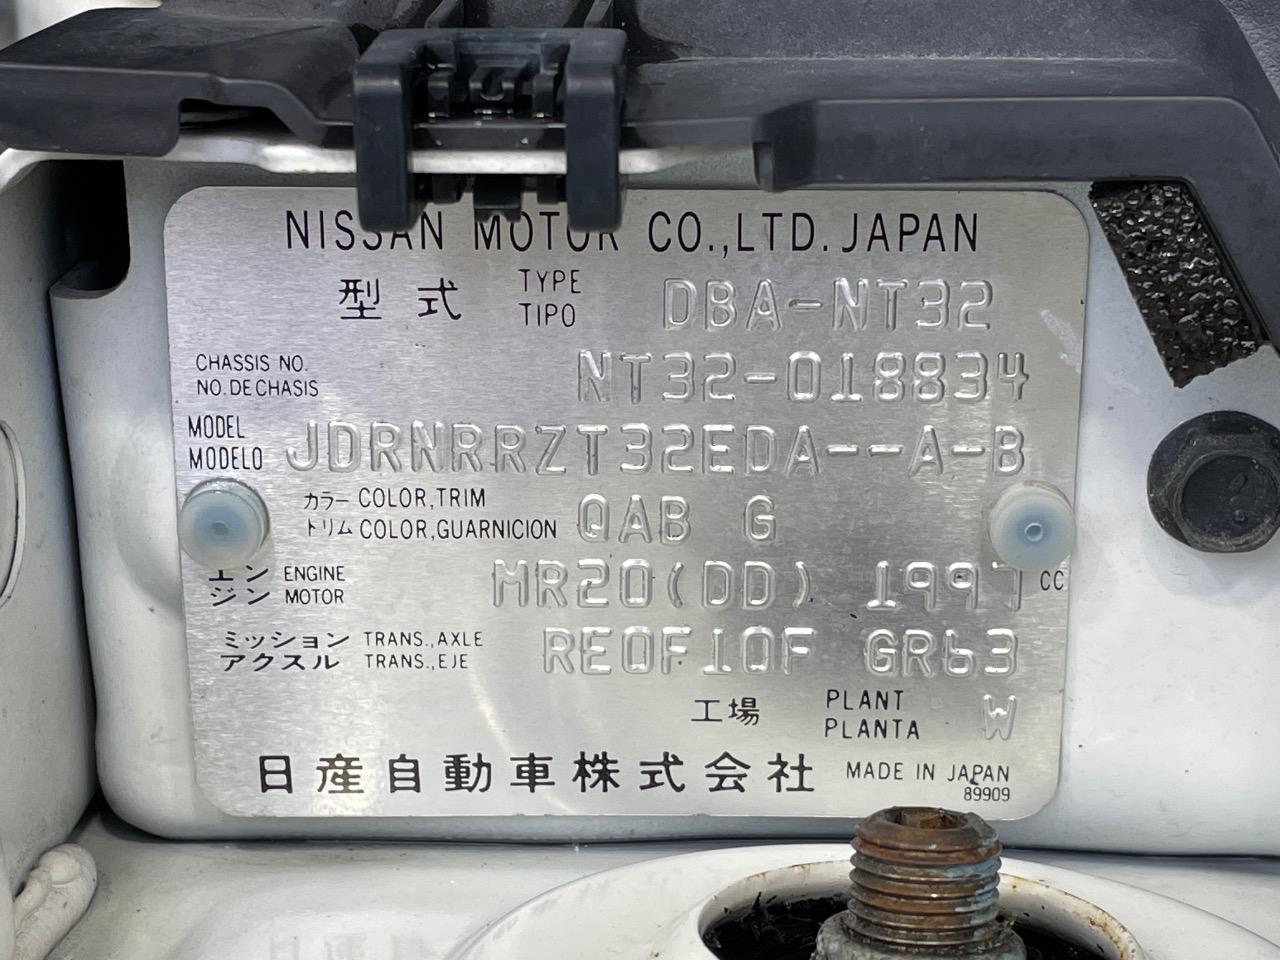 NISSAN MOTOR CO.,LTD. JAPAN
型式 TYPE TIPO DBA-NT32
CHASSIS NO. NO. DE CHASIS NT32-018834
MODEL MODELO JDRNRRZT32EDA--A-B
カラー COLOR,TRIM
トリム COLOR,GUARNICION QAB G
エン ENGINE
ジン MOTOR MR20(DD) 1997 CC
ミッション TRANS.,AXLE
アクスル TRANS.,EJE RE0F10F GR63
工場 PLANT PLANTA W
日産自動車株式会社 MADE IN JAPAN
89909